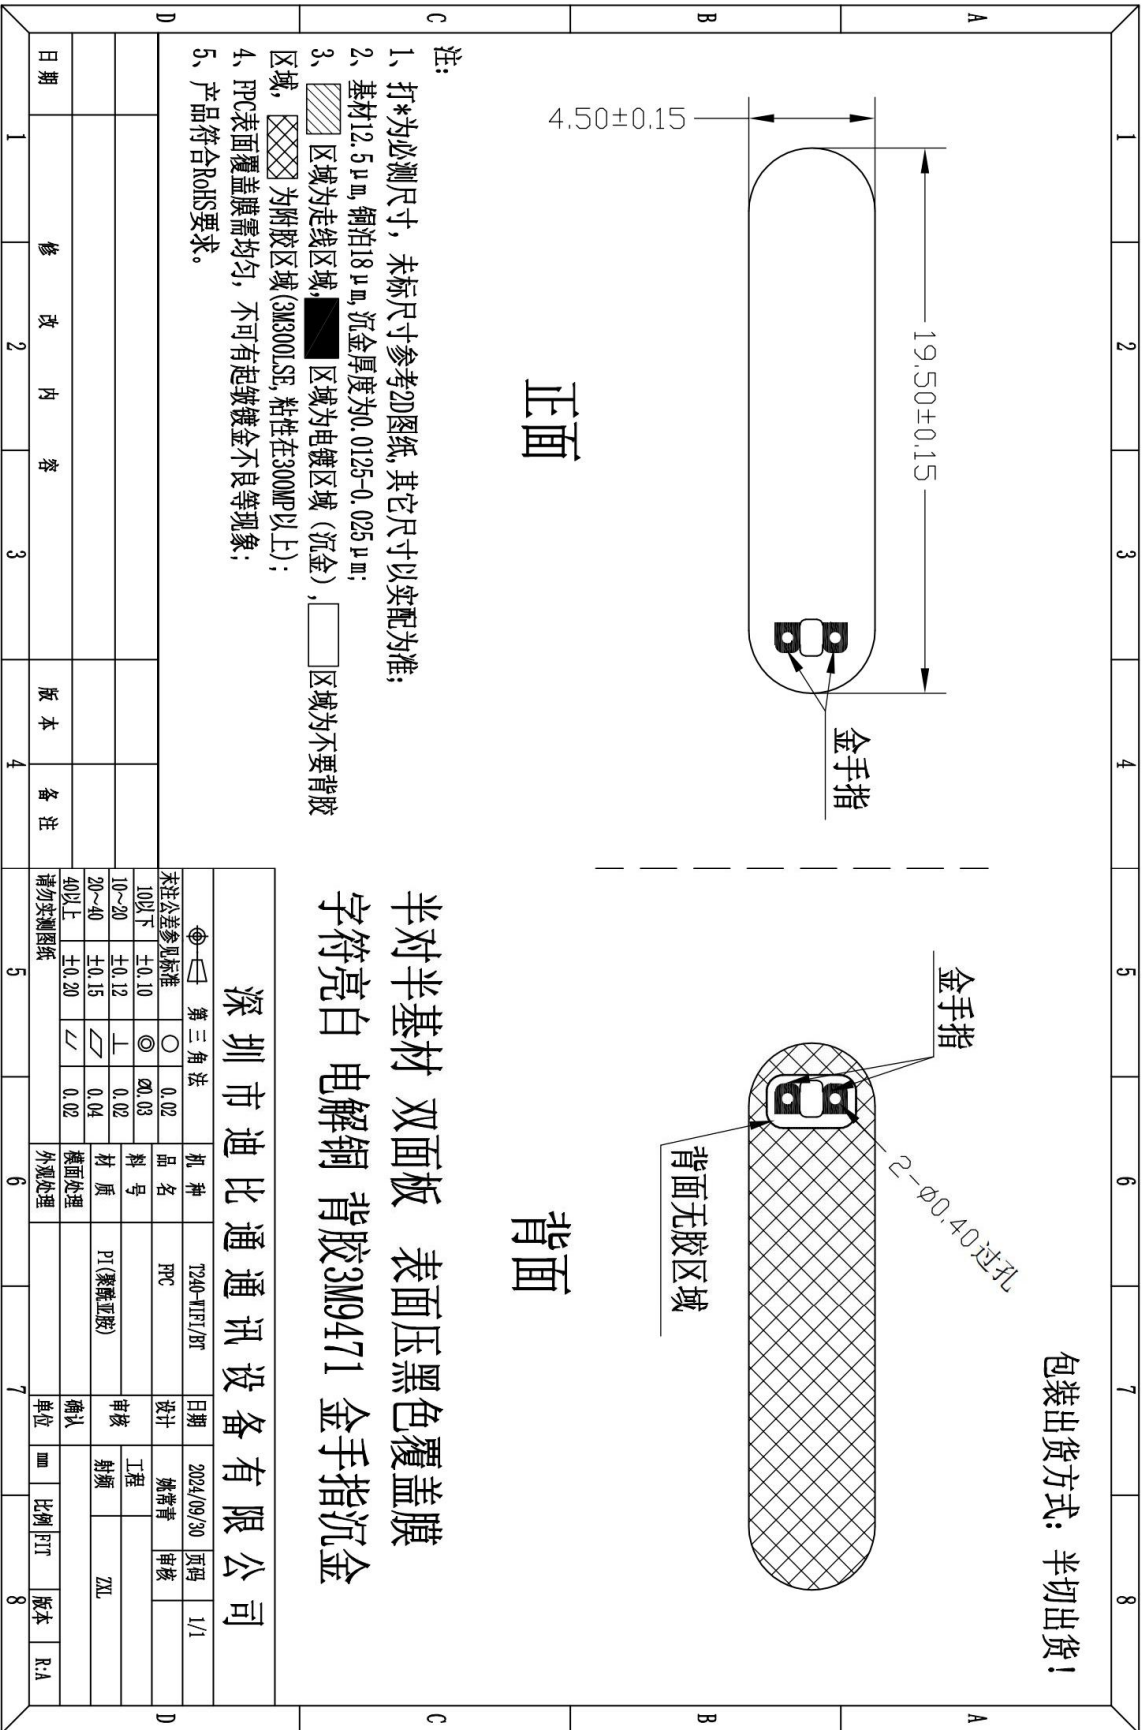 1 2 3 4 5 6 7 8
A
B
C
D
A
B
C
D
包装出货方式：半切出货！
19.50±0.15
4.50±0.15
金手指
金手指
2-Ø0.40过孔
背面无胶区域
正面
背面
注:
1、打*为必测尺寸，未标尺寸参考2D图纸,其它尺寸以实配为准;
2、基材12.5μm,铜泊18μm,沉金厚度为0.0125-0.025μm;
3、区域为走线区域,区域为电镀区域（沉金）,区域为不要背胶
区域，为附胶区域(3M300LSE,粘性在300MP以上);
4、FPC表面覆盖膜需均匀，不可有起皱镀金不良等现象;
5、产品符合RoHS要求。
半对半基材 双面板 表面压黑色覆盖膜
字符亮白 电解铜 背胶3M9471 金手指沉金
深圳市迪比通通讯设备有限公司
第三角法 机种 T240-WIFI/BT 日期 2024/09/30 页码 1/1
未注公差参见标准 ○ 0.02 品名 FPC 设计 姚常青 审核
10以下 ±0.10 ◎ Ø0.03 料号 审核 工程
10~20 ±0.12 ⊥ 0.02 材质 PI(聚酰亚胺) 射频 ZXL
20~40 ±0.15 ▱ 0.04
40以上 ±0.20 // 0.02 模面处理 确认
请勿实测图纸 外观处理 单位 mm 比例 FIT 版本 R:A
日期 修改内容 版本 备注
1 2 3 4 5 6 7 8